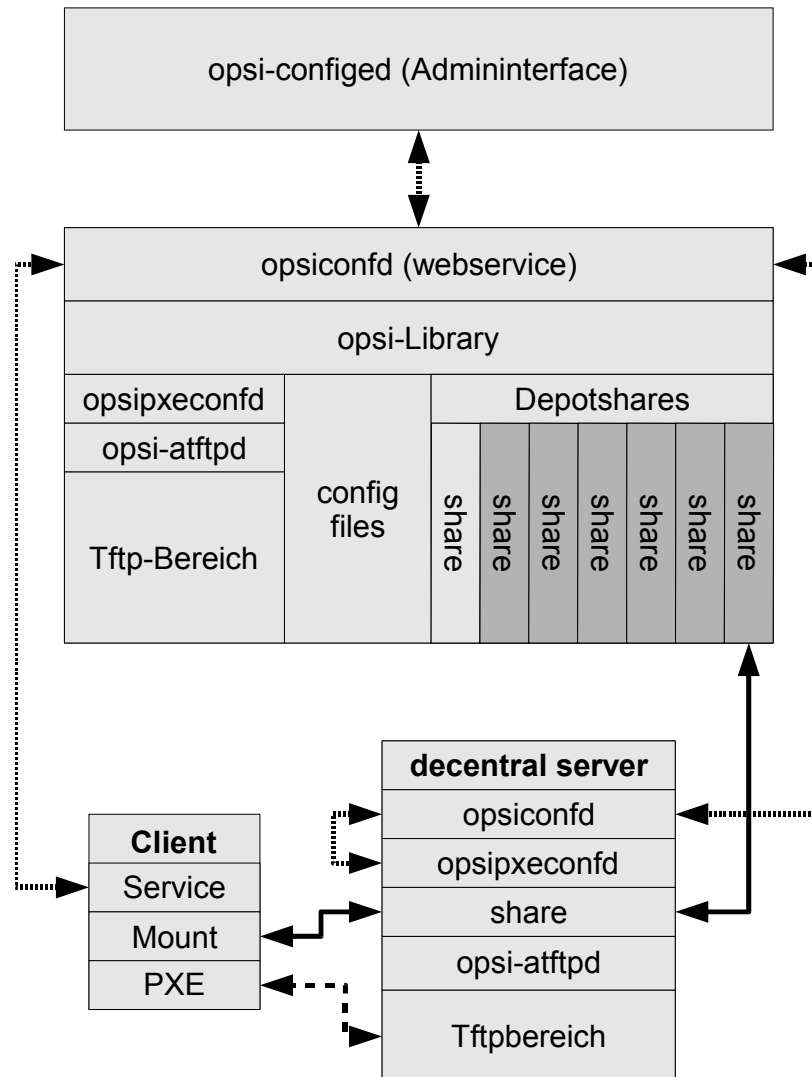 opsi-configed (Admininterface)
opsiconfd (webservice)
opsi-Library
opsipxeconfd
Depotshares
opsi-atftpd
config
files
share
share
share
share
share
share
share
Tftp-Bereich
decentral server
opsiconfd
opsipxeconfd
share
opsi-atftpd
Tftpbereich
Client
Service
Mount
PXE